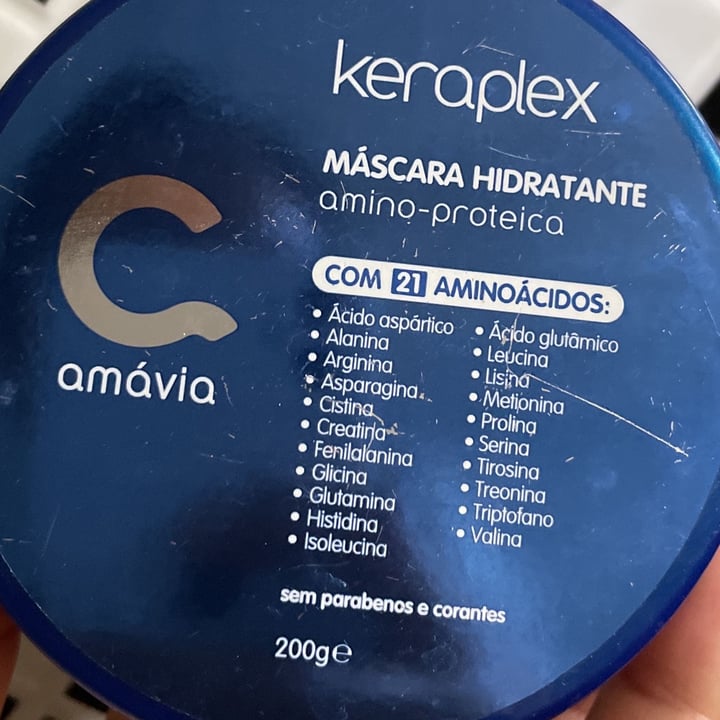 keraplex
MÁSCARA HIDRATANTE
amino-proteica
amávia
COM 21 AMINOÁCIDOS:
• Ácido aspártico
• Alanina
• Arginina
• Asparagina
• Cistina
• Creatina
• Fenilalanina
• Glicina
• Glutamina
• Histidina
• Isoleucina
• Ácido glutâmico
• Leucina
• Lisina
• Metionina
• Prolina
• Serina
• Tirosina
• Treonina
• Triptofano
• Valina
sem parabenos e corantes
200g℮